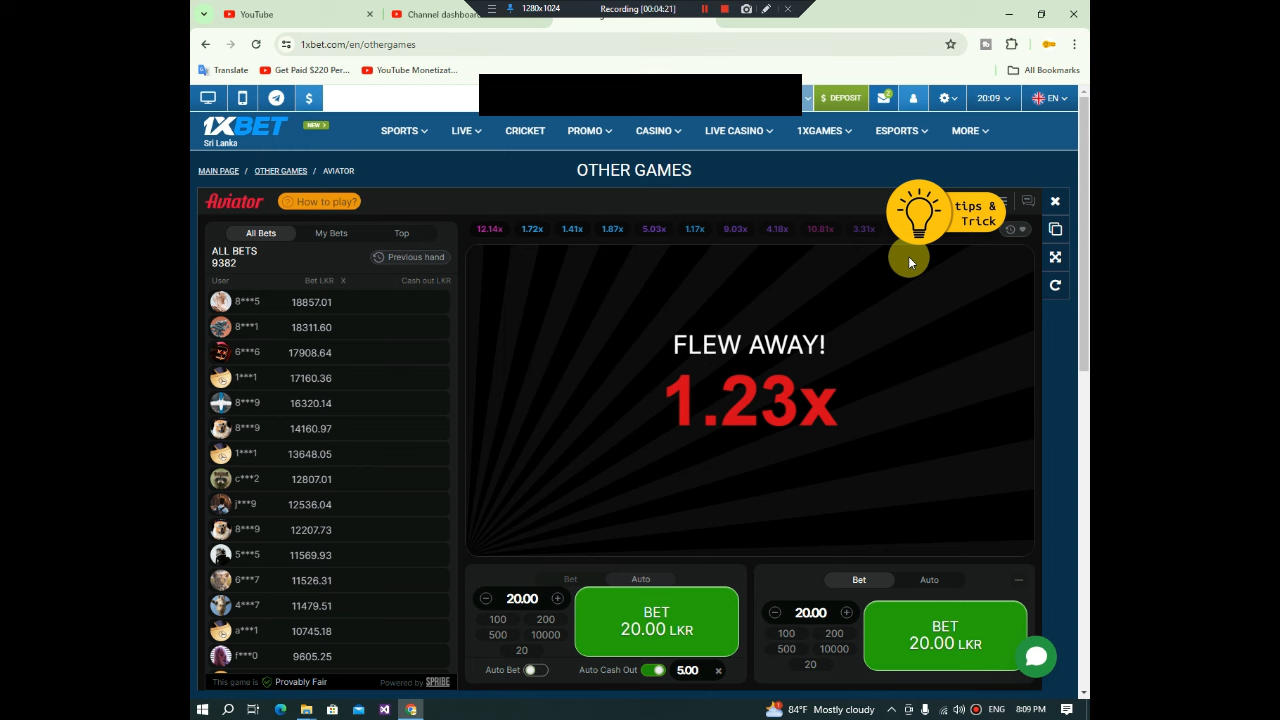 YouTube
Channel dashboard
1280x1024
Recording [00:04:21]
1xbet.com/en/othergames
Translate
Get Paid $220 Per...
YouTube Monetizat...
All Bookmarks
$ DEPOSIT
2
20:09
EN
1XBET
NEW >
Sri Lanka
SPORTS
LIVE
CRICKET
PROMO
CASINO
LIVE CASINO
1XGAMES
ESPORTS
MORE
MAIN PAGE / OTHER GAMES / AVIATOR
OTHER GAMES
Aviator
? How to play?
tips &
Trick
All Bets
My Bets
Top
12.14x 1.72x 1.41x 1.87x 5.03x 1.17x 9.03x 4.18x 10.81x 3.31x
ALL BETS
9382
Previous hand
User Bet LKR X Cash out LKR
8***5 18857.01
8***1 18311.60
6***6 17908.64
1***1 17160.36
8***9 16320.14
8***9 14160.97
1***1 13648.05
c***2 12807.01
j***9 12536.04
8***9 12207.73
5***5 11569.93
6***7 11526.31
4***7 11479.51
a***1 10745.18
f***0 9605.25
This game is Provably Fair
Powered by SPRIBE
FLEW AWAY!
1.23x
Bet Auto
20.00
100 200
500 10000
20
BET
20.00 LKR
Auto Bet
Auto Cash Out 5.00 x
Bet Auto
20.00
100 200
500 10000
20
BET
20.00 LKR
84°F Mostly cloudy
ENG
8:09 PM